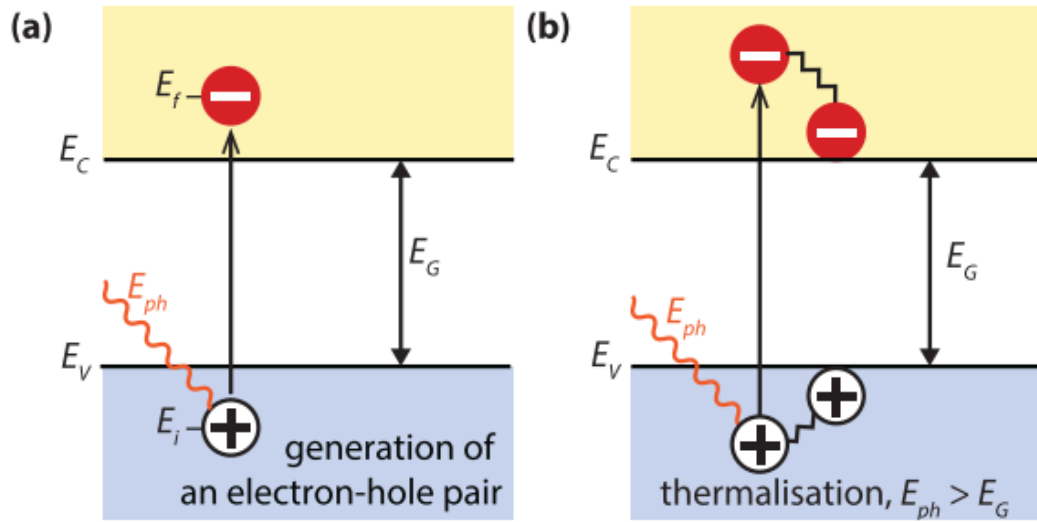 (a)
E_f
E_C
E_G
E_ph
E_V
E_i
generation of
an electron-hole pair
(b)
E_C
E_G
E_ph
E_V
thermalisation, E_ph > E_G